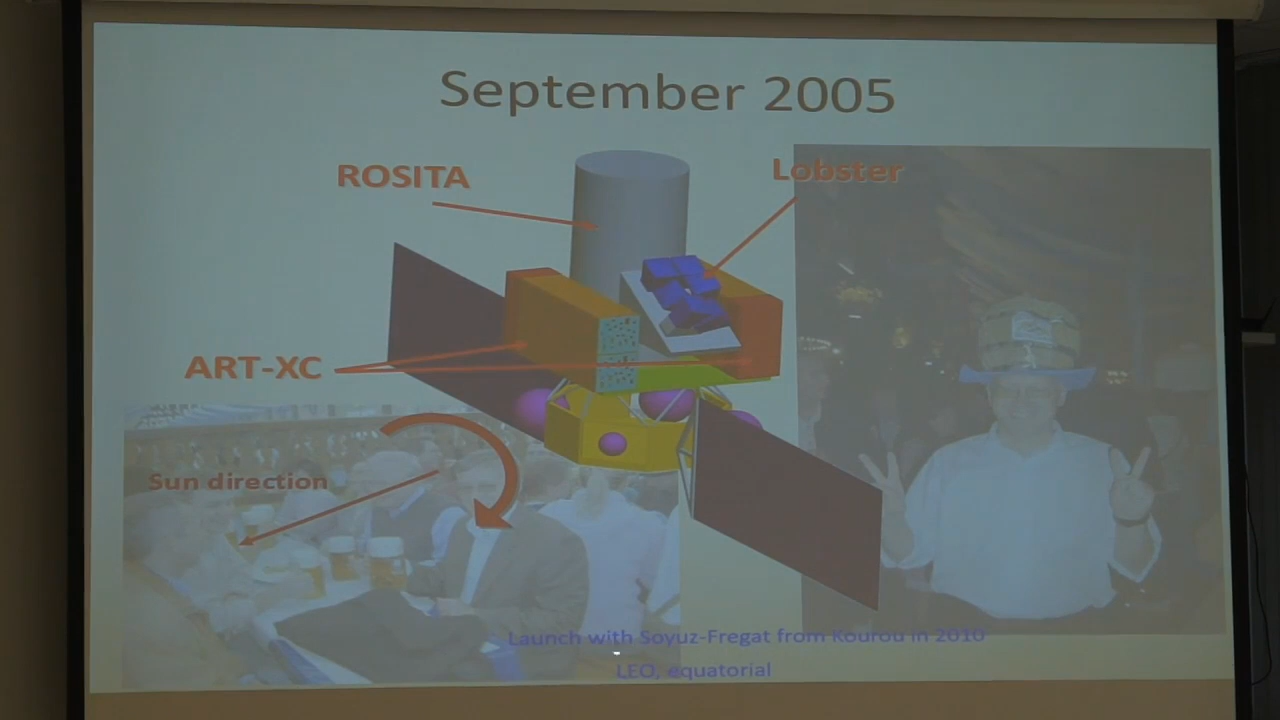 September 2005
ROSITA
Lobster
ART-XC
Sun direction
Launch with Soyuz-Fregat from Kourou in 2010
LEO, equatorial